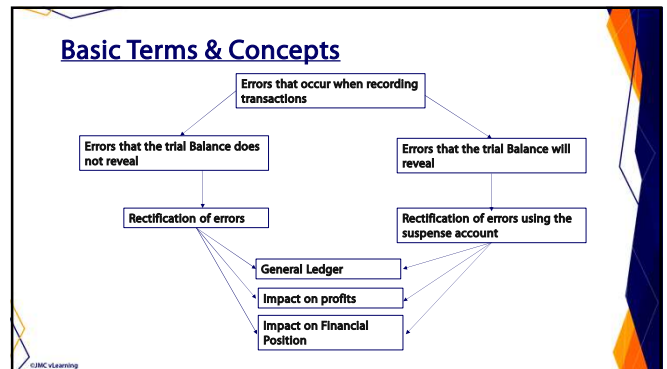 Basic Terms & Concepts
Errors that occur when recording
transactions
Errors that the trial Balance does
not reveal
Errors that the trial Balance will
reveal
Rectification of errors
Rectification of errors using the
suspense account
General Ledger
Impact on profits
Impact on Financial
Position
©JMC vLearning